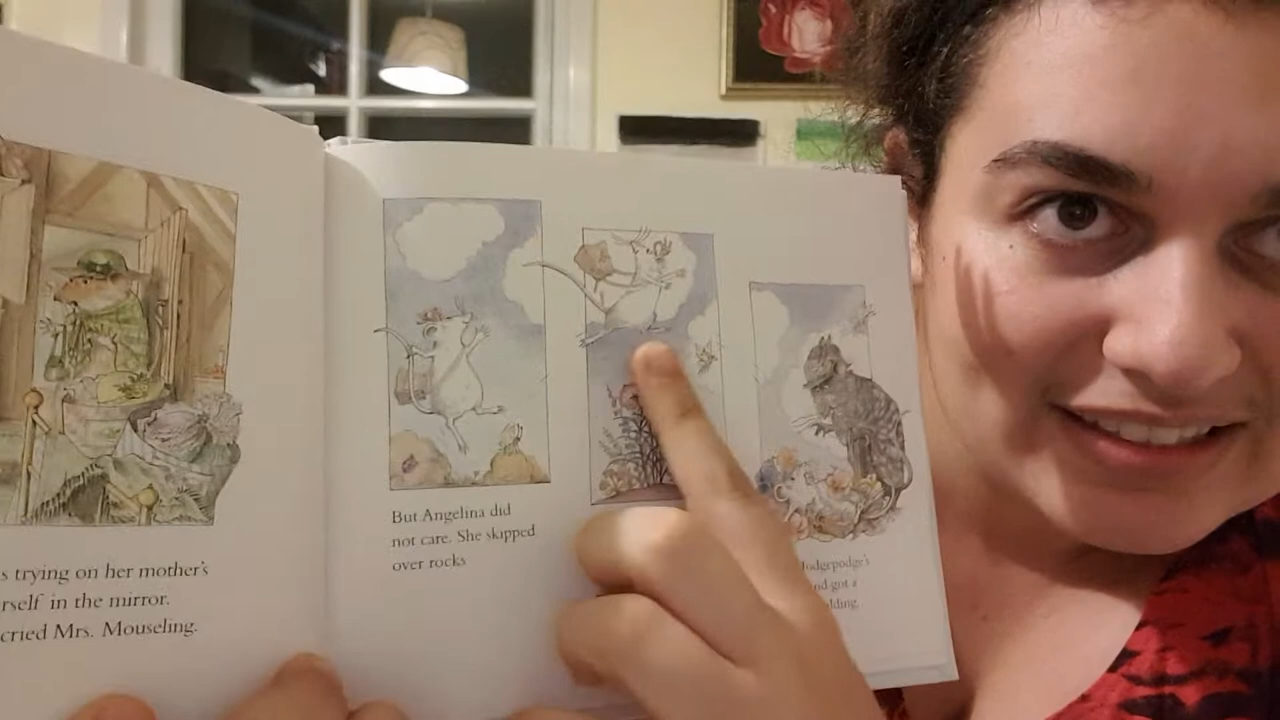 s trying on her mother's
rself in the mirror.
cried Mrs. Mouseling.
But Angelina did
not care. She skipped
over rocks
Hodgepodge's
nd got a
lding.